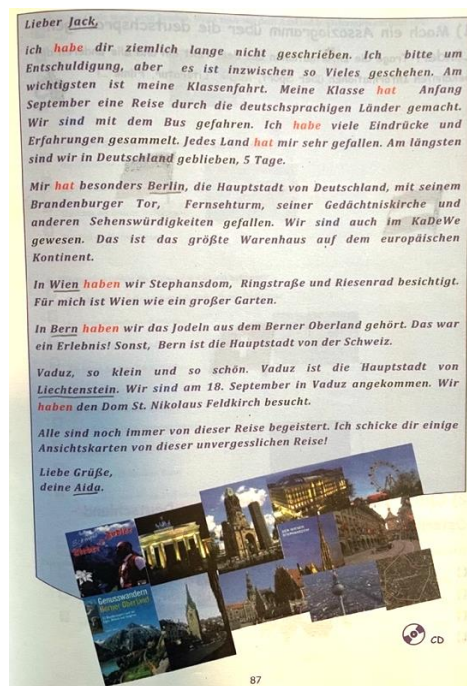 Lieber Jack,
ich habe dir ziemlich lange nicht geschrieben. Ich bitte um
Entschuldigung, aber es ist inzwischen so Vieles geschehen. Am
wichtigsten ist meine Klassenfahrt. Meine Klasse hat Anfang
September eine Reise durch die deutschsprachigen Länder gemacht.
Wir sind mit dem Bus gefahren. Ich habe viele Eindrücke und
Erfahrungen gesammelt. Jedes Land hat mir sehr gefallen. Am längsten
sind wir in Deutschland geblieben, 5 Tage.
Mir hat besonders Berlin, die Hauptstadt von Deutschland, mit seinem
Brandenburger Tor, Fernsehturm, seiner Gedächtniskirche und
anderen Sehenswürdigkeiten gefallen. Wir sind auch im KaDeWe
gewesen. Das ist das größte Warenhaus auf dem europäischen
Kontinent.
In Wien haben wir Stephansdom, Ringstraße und Riesenrad besichtigt.
Für mich ist Wien wie ein großer Garten.
In Bern haben wir das Jodeln aus dem Berner Oberland gehört. Das war
ein Erlebnis! Sonst, Bern ist die Hauptstadt von der Schweiz.
Vaduz, so klein und so schön. Vaduz ist die Hauptstadt von
Liechtenstein. Wir sind am 18. September in Vaduz angekommen. Wir
haben den Dom St. Nikolaus Feldkirch besucht.
Alle sind noch immer von dieser Reise begeistert. Ich schicke dir einige
Ansichtskarten von dieser unvergesslichen Reise!
Liebe Grüße,
deine Aida.
Genusswandern
Berner Oberland
CD
87